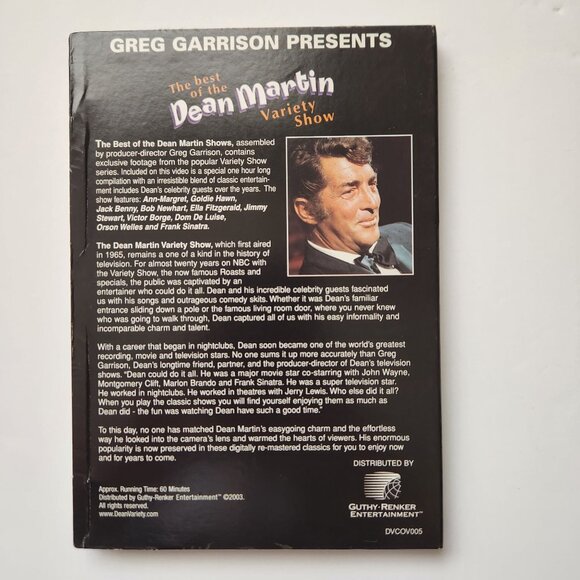 GREG GARRISON PRESENTS
The best
of the
Dean Martin
Variety
Show
The Best of the Dean Martin Shows, assembled
by producer-director Greg Garrison, contains
exclusive footage from the popular Variety Show
series. Included on this video is a special one hour long
compilation with an irresistible blend of classic entertain-
ment includes Dean's celebrity guests over the years. The
show features: Ann-Margret, Goldie Hawn,
Jack Benny, Bob Newhart, Ella Fitzgerald, Jimmy
Stewart, Victor Borge, Dom De Luise,
Orson Welles and Frank Sinatra.
The Dean Martin Variety Show, which first aired
in 1965, remains a one of a kind in the history of
television. For almost twenty years on NBC with
the Variety Show, the now famous Roasts and
specials, the public was captivated by an
entertainer who could do it all. Dean and his incredible celebrity guests fascinated
us with his songs and outrageous comedy skits. Whether it was Dean's familiar
entrance sliding down a pole or the famous living room door, where you never knew
who was going to walk through, Dean captured all of us with his easy informality and
incomparable charm and talent.
With a career that began in nightclubs, Dean soon became one of the world's greatest
recording, movie and television stars. No one sums it up more accurately than Greg
Garrison, Dean's longtime friend, partner, and the producer-director of Dean's television
shows. "Dean could do it all. He was a major movie star co-starring with John Wayne,
Montgomery Clift, Marlon Brando and Frank Sinatra. He was a super television star.
He worked in nightclubs. He worked in theatres with Jerry Lewis. Who else did it all?
When you play the classic shows you will find yourself enjoying them as much as
Dean did - the fun was watching Dean have such a good time."
To this day, no one has matched Dean Martin's easygoing charm and the effortless
way he looked into the camera's lens and warmed the hearts of viewers. His enormous
popularity is now preserved in these digitally re-mastered classics for you to enjoy now
and for years to come.
DISTRIBUTED BY
GUTHY-RENKER
ENTERTAINMENT™
Approx. Running Time: 60 Minutes
Distributed by Guthy-Renker Entertainment™ ©2003.
All rights reserved.
www.DeanVariety.com
DVCOV005